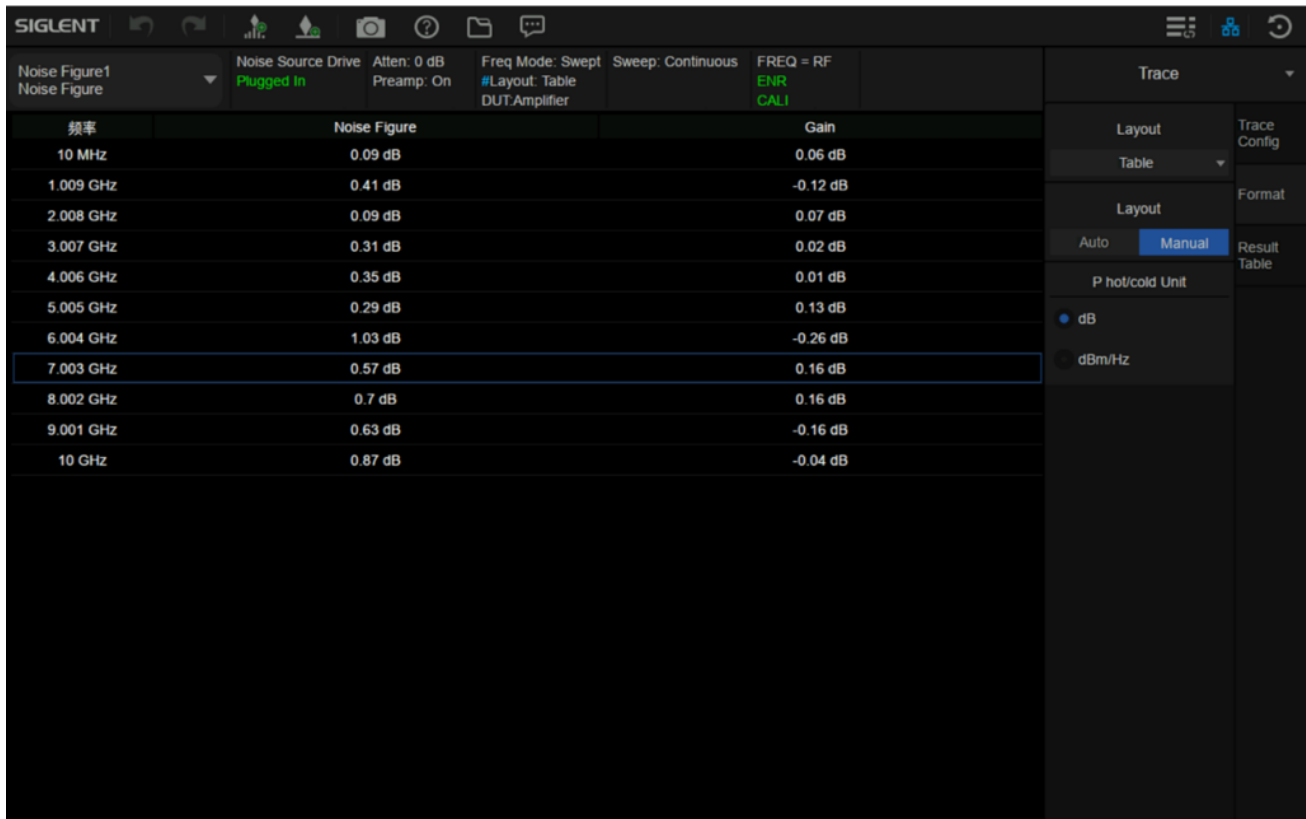 SIGLENT
Noise Figure1
Noise Figure
Noise Source Drive
Plugged In
Atten: 0 dB
Preamp: On
Freq Mode: Swept
#Layout: Table
DUT:Amplifier
Sweep: Continuous
FREQ = RF
ENR
CALI
频率 Noise Figure Gain
10 MHz 0.09 dB 0.06 dB
1.009 GHz 0.41 dB -0.12 dB
2.008 GHz 0.09 dB 0.07 dB
3.007 GHz 0.31 dB 0.02 dB
4.006 GHz 0.35 dB 0.01 dB
5.005 GHz 0.29 dB 0.13 dB
6.004 GHz 1.03 dB -0.26 dB
7.003 GHz 0.57 dB 0.16 dB
8.002 GHz 0.7 dB 0.16 dB
9.001 GHz 0.63 dB -0.16 dB
10 GHz 0.87 dB -0.04 dB
Trace
Layout
Table
Layout
Auto Manual
P hot/cold Unit
dB
dBm/Hz
Trace
Config
Format
Result
Table